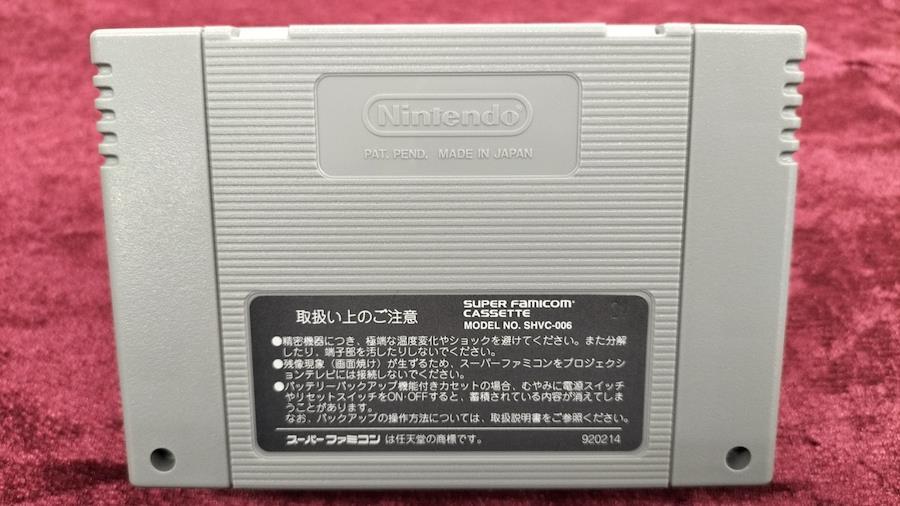 Nintendo
PAT. PEND. MADE IN JAPAN
取扱い上のご注意
SUPER FAMICOM
CASSETTE
MODEL NO. SHVC-006
●精密機器につき、極端な温度変化やショックを避けてください。また分解
したり、端子部を汚したりしないでください。
●残像現象（画面焼け）が生ずるため、スーパーファミコンをプロジェクシ
ョンテレビには接続しないでください。
●バッテリーバックアップ機能付きカセットの場合、むやみに電源スイッチ
やリセットスイッチをON・OFFすると、蓄積されている内容が消えてしま
うことがあります。
なお、バックアップの操作方法については、取扱説明書をご参照ください。
スーパーファミコン は任天堂の商標です。
920214